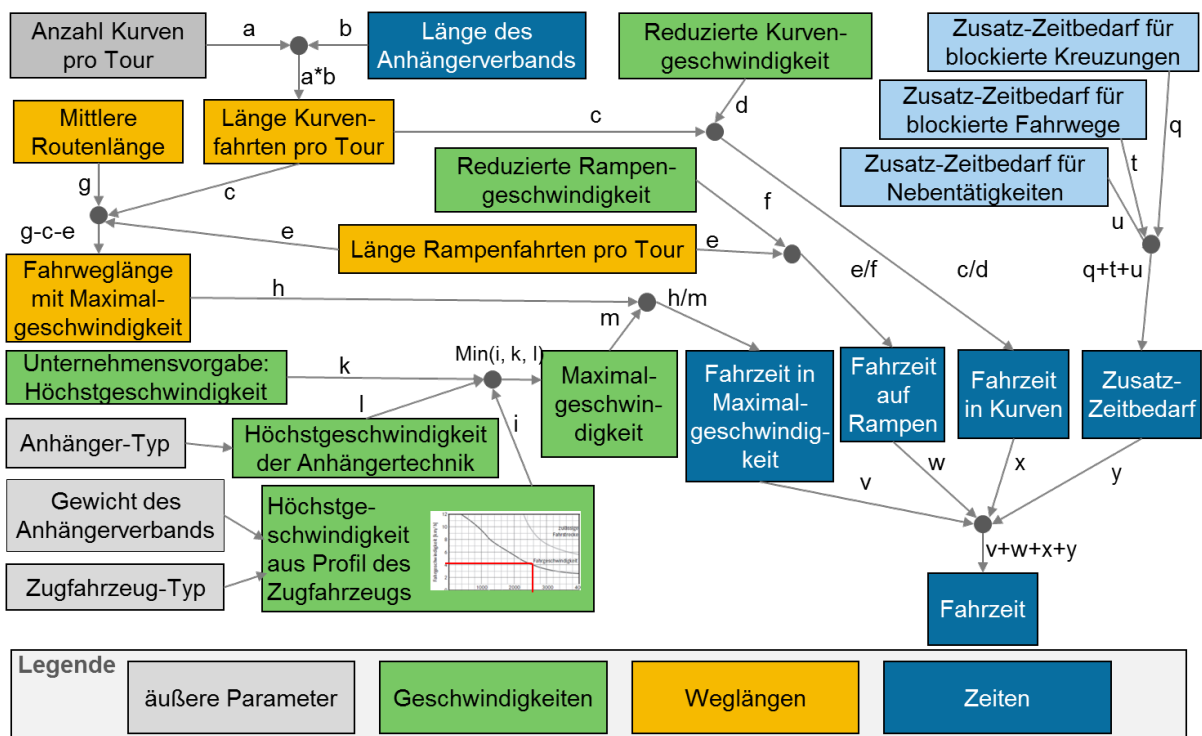 Anzahl Kurven
pro Tour
a
b
Länge des
Anhängerverbands
Reduzierte Kurven-
geschwindigkeit
Zusatz-Zeitbedarf für
blockierte Kreuzungen
a*b
d
q
Mittlere
Routenlänge
Länge Kurven-
fahrten pro Tour
c
Zusatz-Zeitbedarf für
blockierte Fahrwege
t
Reduzierte Rampen-
geschwindigkeit
Zusatz-Zeitbedarf für
Nebentätigkeiten
g
c
f
u
g-c-e
e
Länge Rampenfahrten pro Tour
e
e/f
c/d
q+t+u
Fahrweglänge
mit Maximal-
geschwindigkeit
h
h/m
m
Unternehmensvorgabe:
Höchstgeschwindigkeit
k
Min(i, k, l)
Maximal-
geschwin-
digkeit
Fahrzeit in
Maximal-
geschwindig-
keit
Fahrzeit
auf
Rampen
Fahrzeit
in Kurven
Zusatz-
Zeitbedarf
l
i
Anhänger-Typ
Höchstgeschwindigkeit
der Anhängertechnik
v
w
x
y
Gewicht des
Anhängerverbands
Höchstge-
schwindigkeit
aus Profil des
Zugfahrzeugs
Zugfahrzeug-Typ
v+w+x+y
Fahrzeit
Legende
äußere Parameter
Geschwindigkeiten
Weglängen
Zeiten